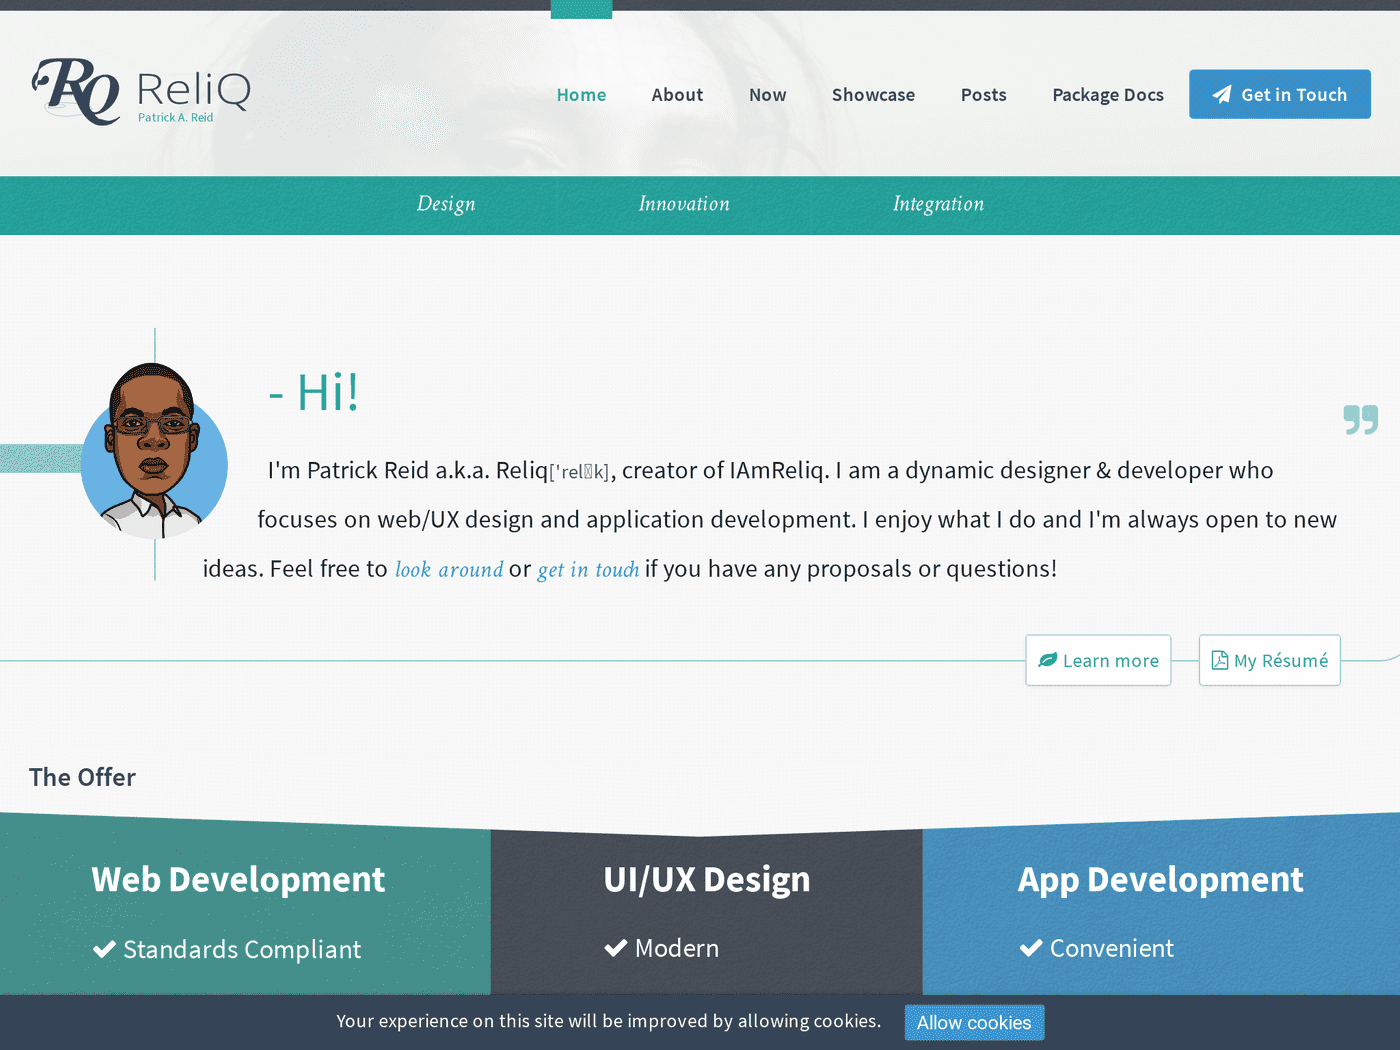 RQ ReliQ
Patrick A. Reid
Home About Now Showcase Posts Package Docs Get in Touch
Design Innovation Integration
- Hi!
I'm Patrick Reid a.k.a. Reliq['rel▯k], creator of IAmReliq. I am a dynamic designer & developer who
focuses on web/UX design and application development. I enjoy what I do and I'm always open to new
ideas. Feel free to look around or get in touch if you have any proposals or questions!
Learn more My Résumé
The Offer
Web Development UI/UX Design App Development
Standards Compliant Modern Convenient
Your experience on this site will be improved by allowing cookies. Allow cookies